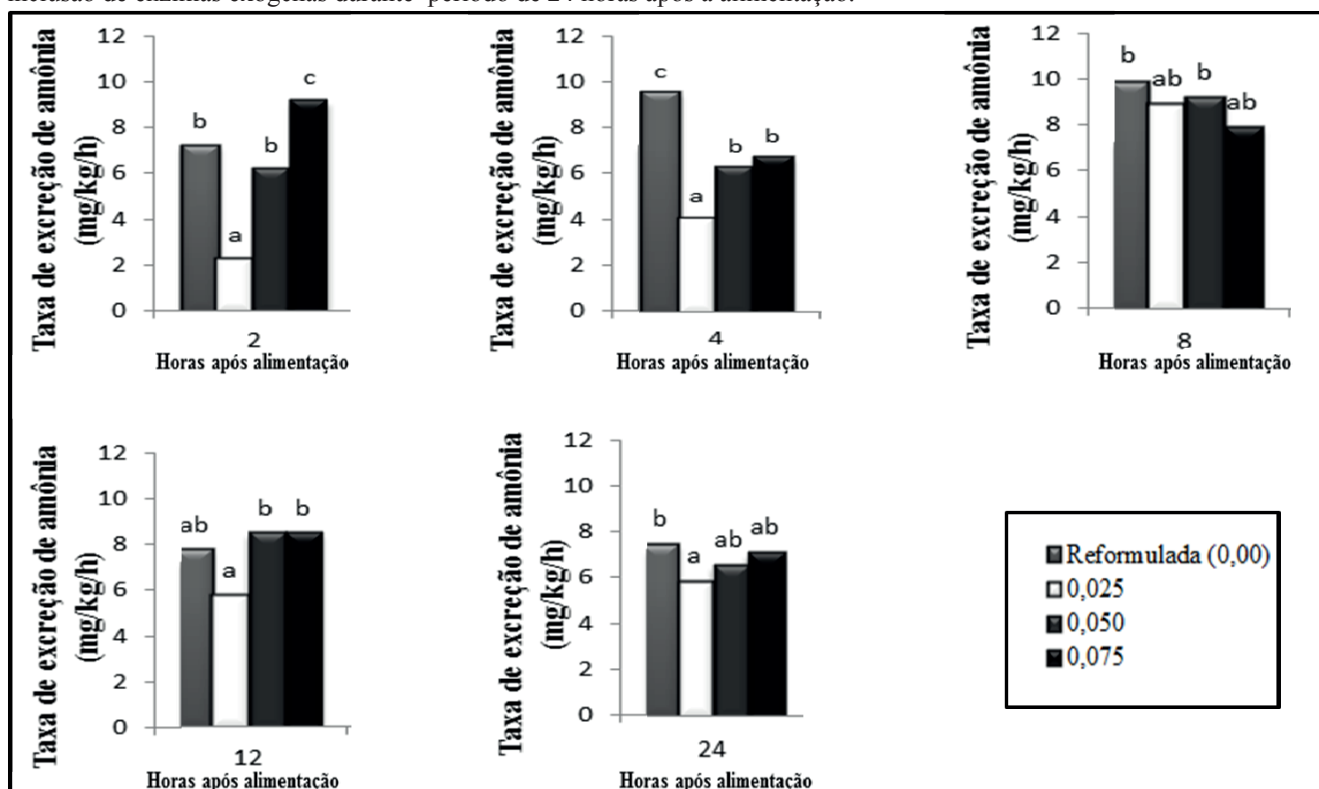 inclusão de enzimas exógenas durante período de 24 horas após a alimentação.
Taxa de excreção de amônia
(mg/kg/h)
12
10
8
6
4
2
0
b
a
b
c
2
Horas após alimentação
Taxa de excreção de amônia
(mg/kg/h)
12
10
8
6
4
2
0
c
a
b
b
4
Horas após alimentação
Taxa de excreção de amônia
(mg/kg/h)
12
10
8
6
4
2
0
b
ab
b
ab
8
Horas após alimentação
Taxa de excreção de amônia
(mg/kg/h)
12
10
8
6
4
2
0
ab
a
b
b
12
Horas após alimentação
Taxa de excreção de amônia
(mg/kg/h)
12
10
8
6
4
2
0
b
a
ab
ab
24
Horas após alimentação
Reformulada (0,00)
0,025
0,050
0,075